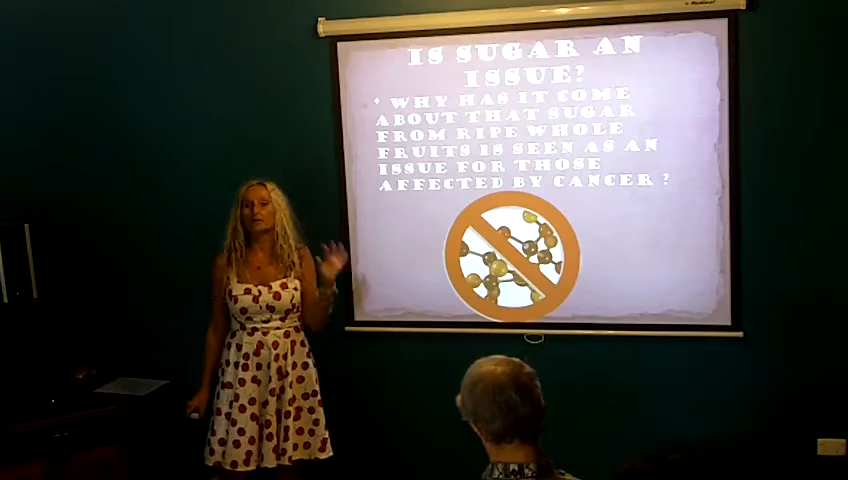 IS SUGAR AN
ISSUE?
• WHY HAS IT COME
ABOUT THAT SUGAR
FROM RIPE WHOLE
FRUITS IS SEEN AS AN
ISSUE FOR THOSE
AFFECTED BY CANCER?